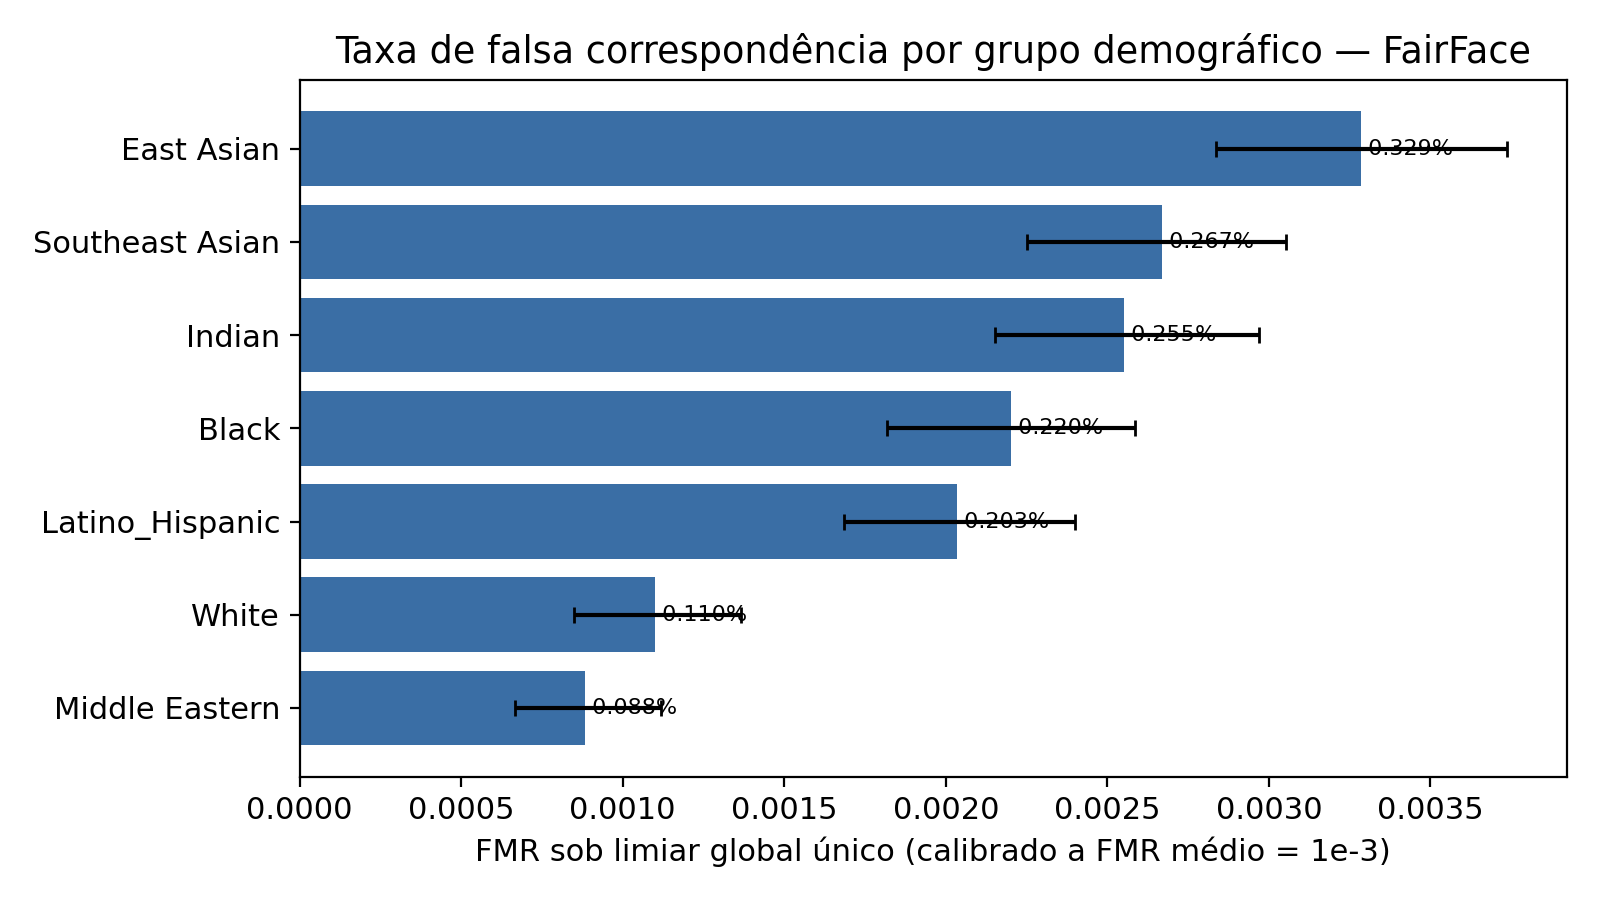 Taxa de falsa correspondência por grupo demográfico — FairFace
East Asian
0.329%
Southeast Asian
0.267%
Indian
0.255%
Black
0.220%
Latino_Hispanic
0.203%
White
0.110%
Middle Eastern
0.088%
0.0000 0.0005 0.0010 0.0015 0.0020 0.0025 0.0030 0.0035
FMR sob limiar global único (calibrado a FMR médio = 1e-3)